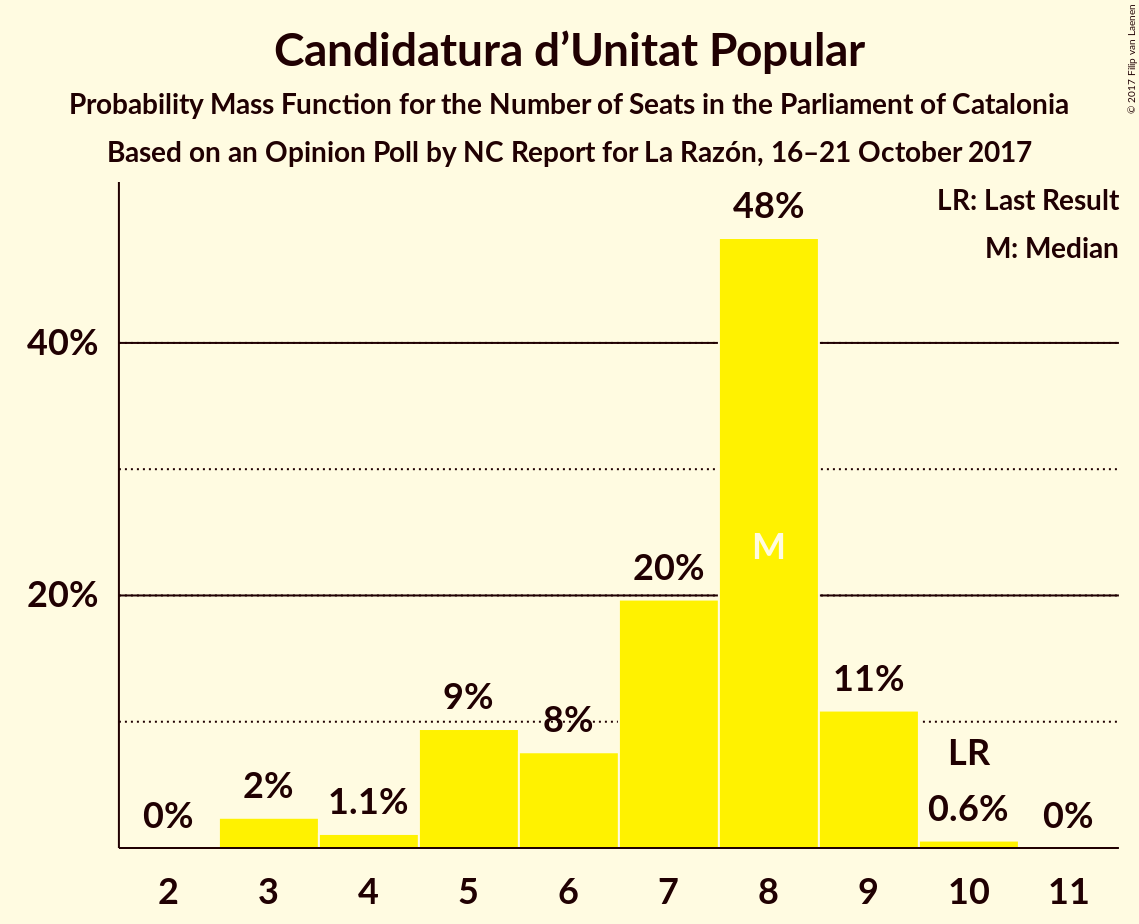 Candidatura d’Unitat Popular
Probability Mass Function for the Number of Seats in the Parliament of Catalonia
Based on an Opinion Poll by NC Report for La Razón, 16–21 October 2017
© 2017 Filip van Laenen
LR: Last Result
M: Median
48%
40%
M
20%
20%
11%
9%
8%
LR
2%
1.1%
0.6%
0%
0%
2 3 4 5 6 7 8 9 10 11